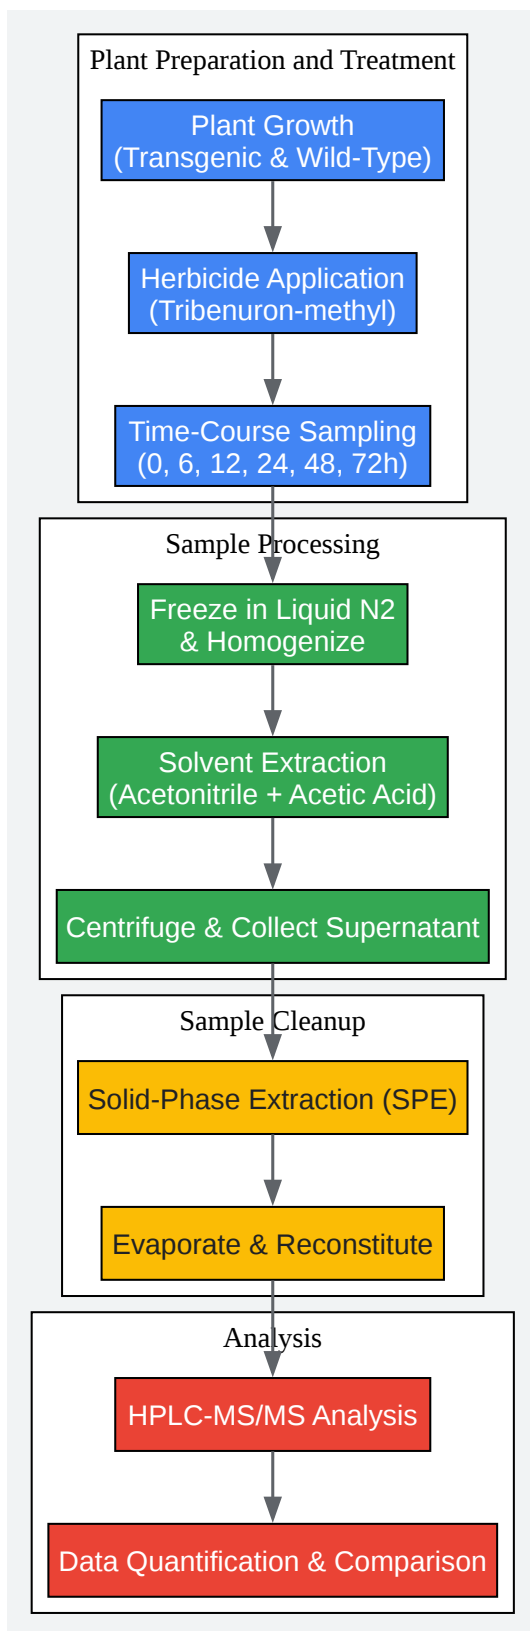 Plant Preparation and Treatment
Plant Growth
(Transgenic & Wild-Type)
Herbicide Application
(Tribenuron-methyl)
Time-Course Sampling
(0, 6, 12, 24, 48, 72h)
Sample Processing
Freeze in Liquid N2
& Homogenize
Solvent Extraction
(Acetonitrile + Acetic Acid)
Centrifuge & Collect Supernatant
Sample Cleanup
Solid-Phase Extraction (SPE)
Evaporate & Reconstitute
Analysis
HPLC-MS/MS Analysis
Data Quantification & Comparison